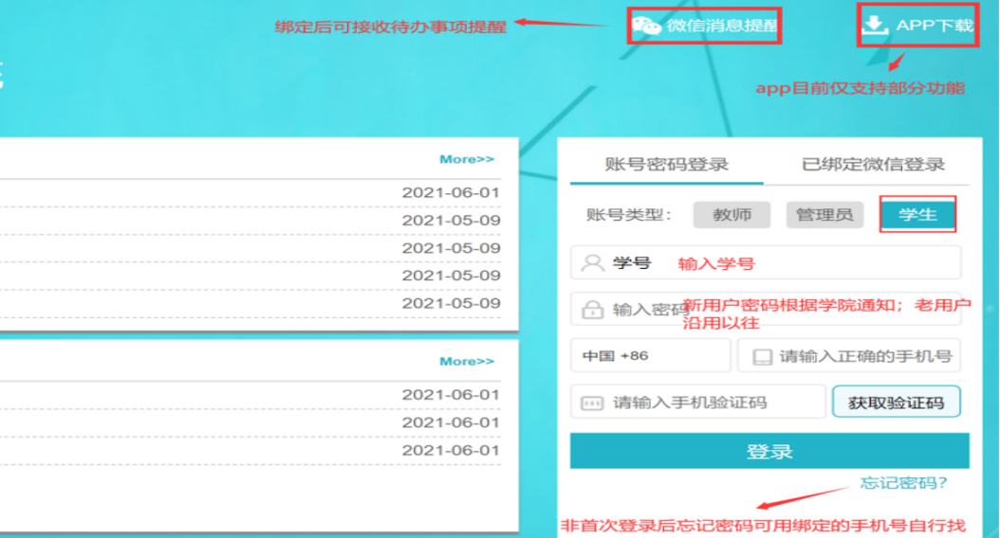 绑定后可接收待办事项提醒
微信消息提醒
APP下载
app目前仅支持部分功能
More>>
2021-06-01
2021-05-09
2021-05-09
2021-05-09
2021-05-09
More>>
2021-06-01
2021-06-01
2021-06-01
账号密码登录
已绑定微信登录
账号类型:
教师
管理员
学生
学号
输入学号
输入密码
新用户密码根据学院通知；老用户
沿用以往
中国 +86
请输入正确的手机号
请输入手机验证码
获取验证码
登录
忘记密码?
非首次登录后忘记密码可用绑定的手机号自行找